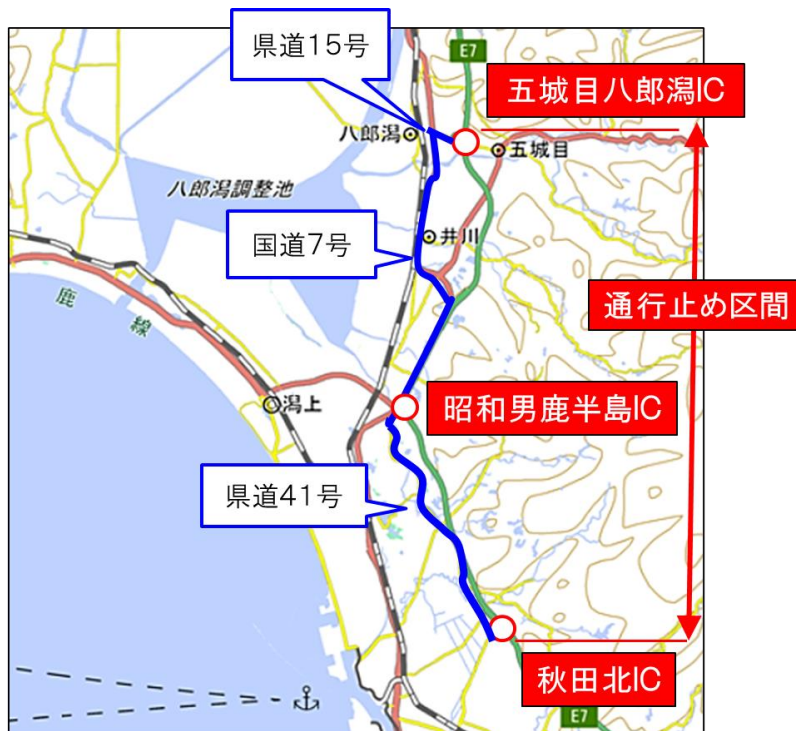 県道15号
E7
五城目八郎潟IC
八郎潟
五城目
八郎潟調整池
井川
国道7号
通行止め区間
鹿線
潟上
昭和男鹿半島IC
県道41号
秋田北IC
E7